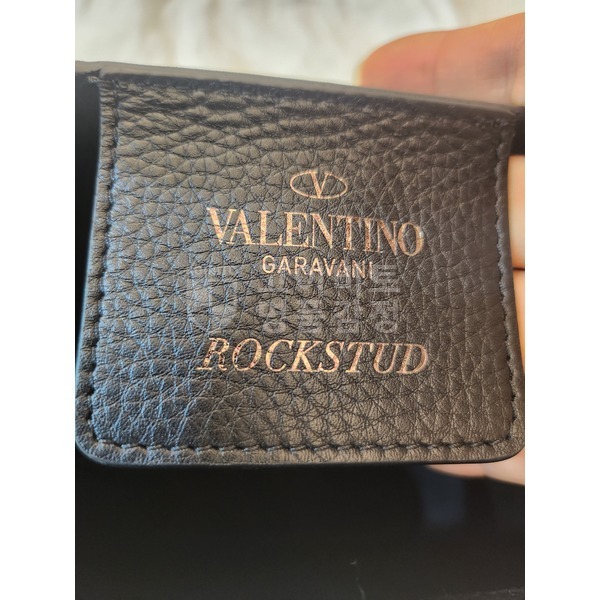 V
VALENTINO
GARAVANI
ROCKSTUD